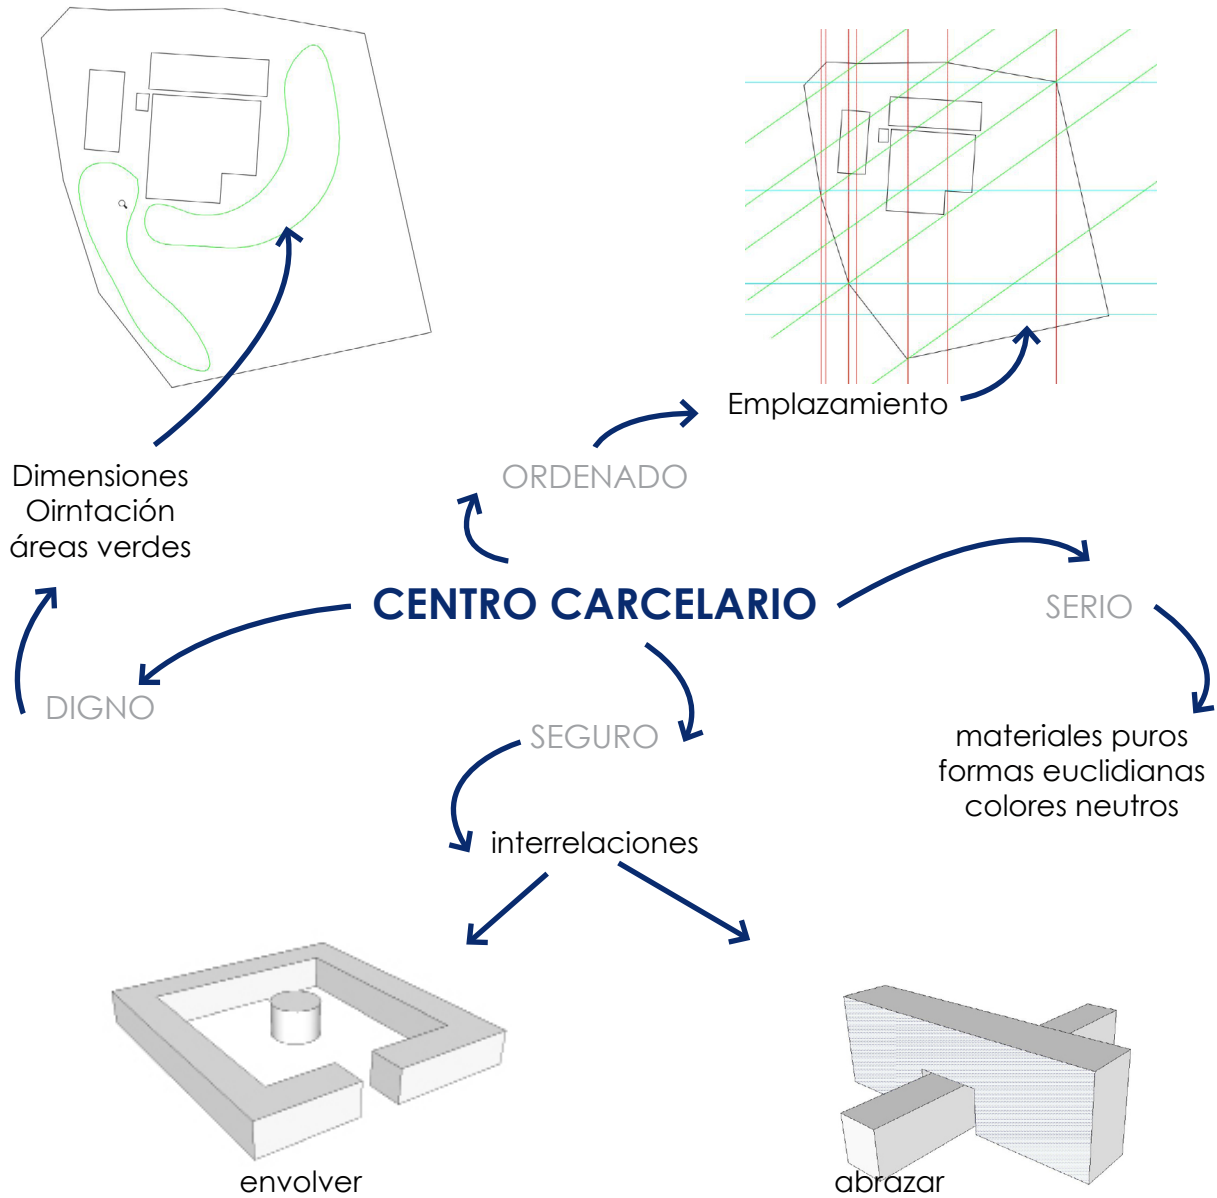 Emplazamiento
Dimensiones
Oirntación
áreas verdes
ORDENADO
CENTRO CARCELARIO
SERIO
DIGNO
SEGURO
materiales puros
formas euclidianas
colores neutros
interrelaciones
envolver
abrazar